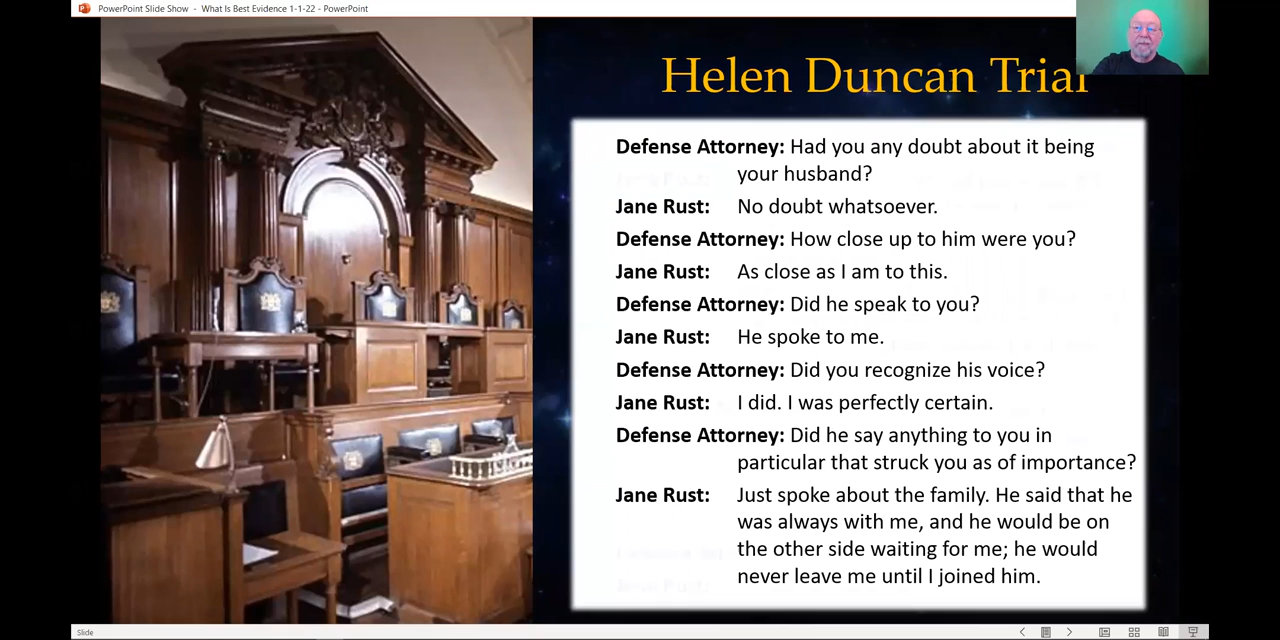 PowerPoint Slide Show - What Is Best Evidence 1-1-22 - PowerPoint
Helen Duncan Trial
Defense Attorney: Had you any doubt about it being
your husband?
Jane Rust: No doubt whatsoever.
Defense Attorney: How close up to him were you?
Jane Rust: As close as I am to this.
Defense Attorney: Did he speak to you?
Jane Rust: He spoke to me.
Defense Attorney: Did you recognize his voice?
Jane Rust: I did. I was perfectly certain.
Defense Attorney: Did he say anything to you in
particular that struck you as of importance?
Jane Rust: Just spoke about the family. He said that he
was always with me, and he would be on
the other side waiting for me; he would
never leave me until I joined him.
Slide